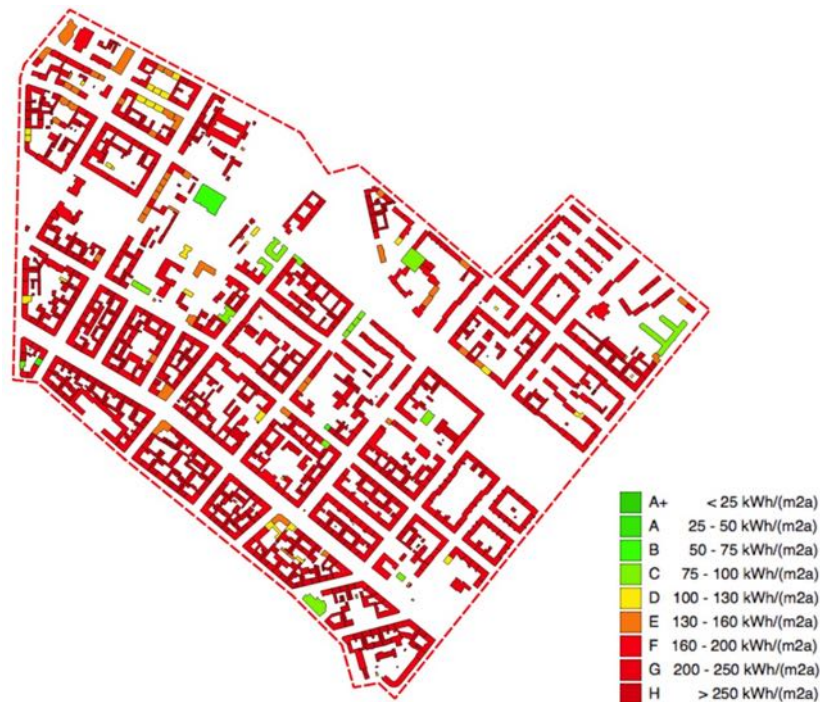 A+ < 25 kWh/(m2a)
A 25 - 50 kWh/(m2a)
B 50 - 75 kWh/(m2a)
C 75 - 100 kWh/(m2a)
D 100 - 130 kWh/(m2a)
E 130 - 160 kWh/(m2a)
F 160 - 200 kWh/(m2a)
G 200 - 250 kWh/(m2a)
H > 250 kWh/(m2a)